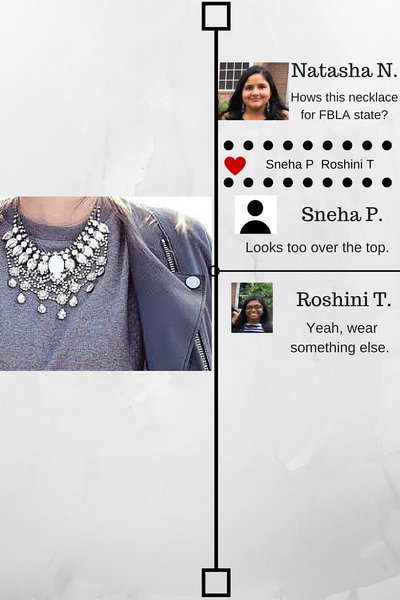 Natasha N.
Hows this necklace
for FBLA state?
Sneha P Roshini T
Sneha P.
Looks too over the top.
Roshini T.
Yeah, wear
something else.